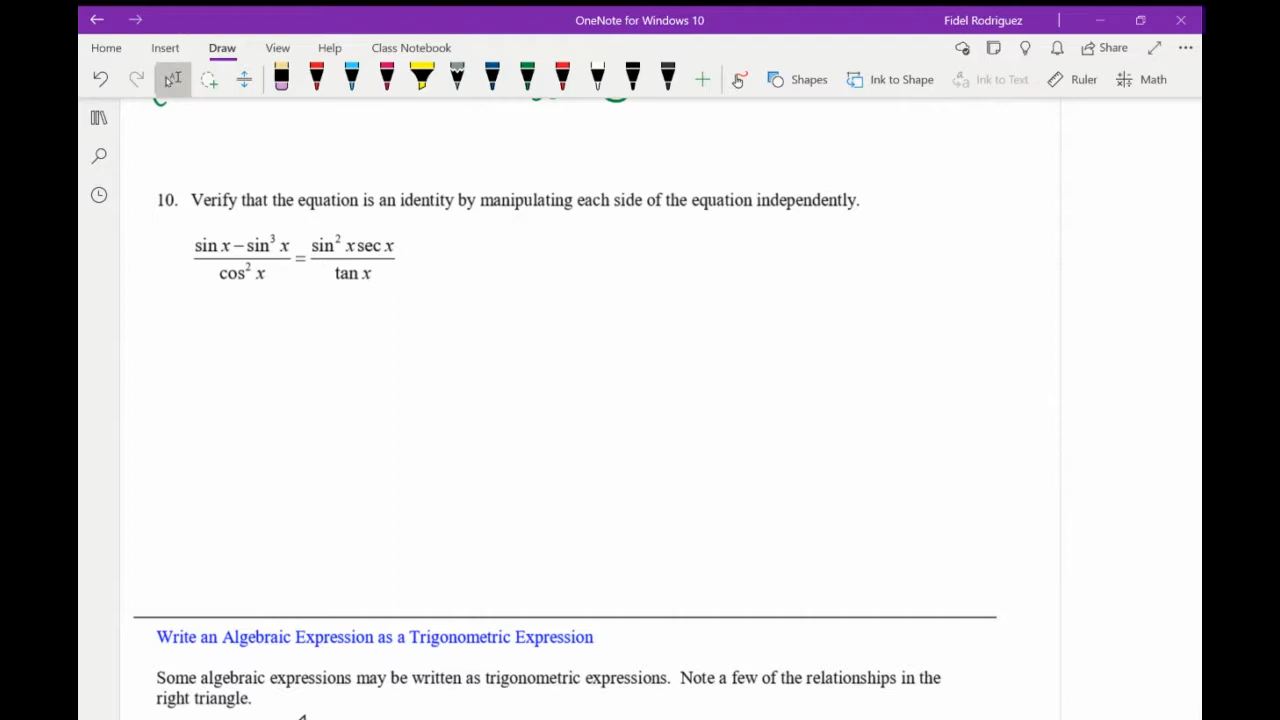 OneNote for Windows 10
Fidel Rodriguez
Home Insert Draw View Help Class Notebook
Share
Shapes Ink to Shape Ink to Text Ruler Math
10. Verify that the equation is an identity by manipulating each side of the equation independently.
sin x − sin³ x / cos² x = sin² x sec x / tan x
Write an Algebraic Expression as a Trigonometric Expression
Some algebraic expressions may be written as trigonometric expressions. Note a few of the relationships in the
right triangle.